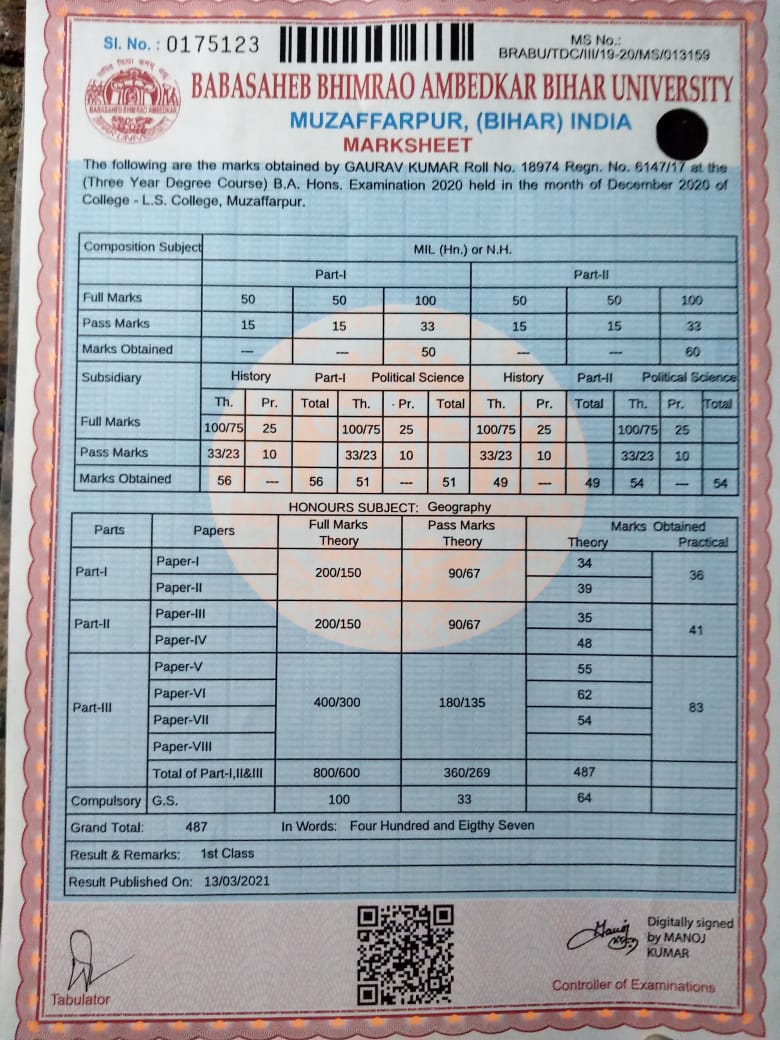 Sl. No. : 0175123
MS No.:
BRABU/TDC/III/19-20/MS/013159
BABASAHEB BHIMRAO AMBEDKAR BIHAR UNIVERSITY
MUZAFFARPUR, (BIHAR) INDIA
MARKSHEET
The following are the marks obtained by GAURAV KUMAR Roll No. 18974 Regn. No. 6147/17 at the
(Three Year Degree Course) B.A. Hons. Examination 2020 held in the month of December 2020 of
College - L.S. College, Muzaffarpur.
Composition Subject MIL (Hn.) or N.H.
Part-I Part-II
Full Marks 50 50 100 50 50 100
Pass Marks 15 15 33 15 15 33
Marks Obtained --- --- 50 --- --- 60
Subsidiary History Part-I Political Science History Part-II Political Science
Th. Pr. Total Th. Pr. Total Th. Pr. Total Th. Pr. Total
Full Marks 100/75 25 100/75 25 100/75 25 100/75 25
Pass Marks 33/23 10 33/23 10 33/23 10 33/23 10
Marks Obtained 56 --- 56 51 --- 51 49 --- 49 54 --- 54
HONOURS SUBJECT: Geography
Parts Papers Full Marks Theory Pass Marks Theory Marks Obtained
Theory Practical
Part-I Paper-I 200/150 90/67 34 36
Paper-II 39
Part-II Paper-III 200/150 90/67 35 41
Paper-IV 48
Part-III Paper-V 400/300 180/135 55 83
Paper-VI 62
Paper-VII 54
Paper-VIII
Total of Part-I,II&III 800/600 360/269 487
Compulsory G.S. 100 33 64
Grand Total: 487 In Words: Four Hundred and Eigthy Seven
Result & Remarks: 1st Class
Result Published On: 13/03/2021
Digitally signed
by MANOJ
KUMAR
Tabulator
Controller of Examinations